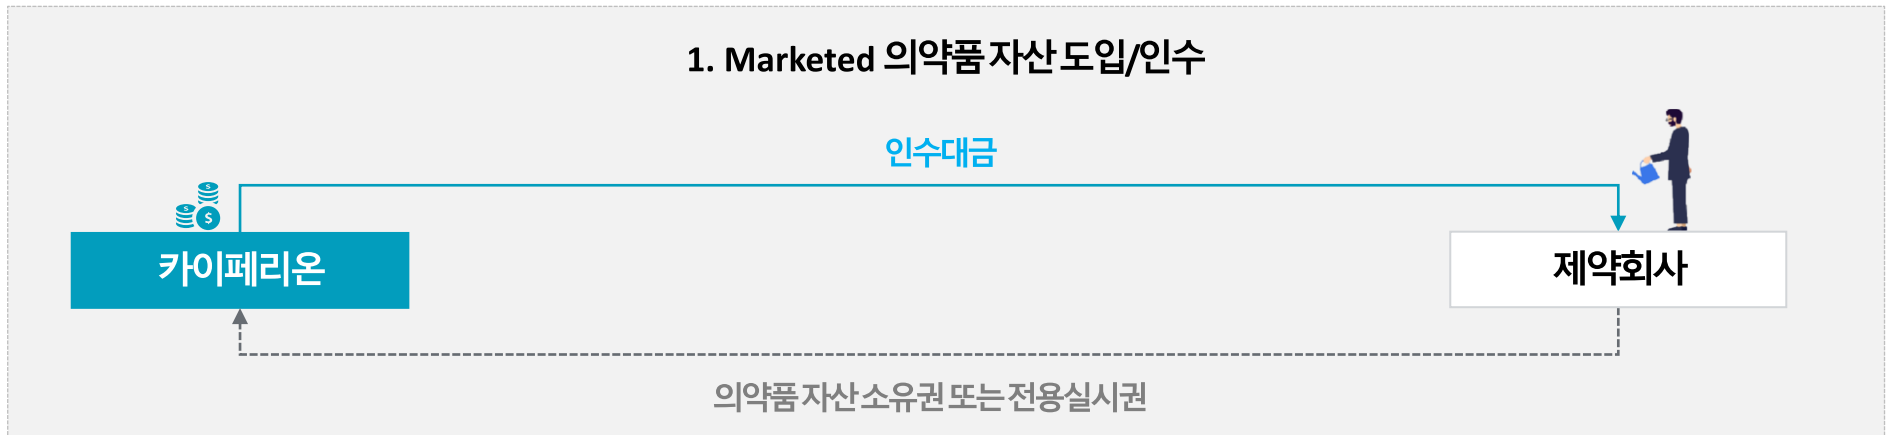 1. Marketed 의약품 자산 도입/인수
인수대금
카이페리온
제약회사
의약품 자산 소유권 또는 전용실시권